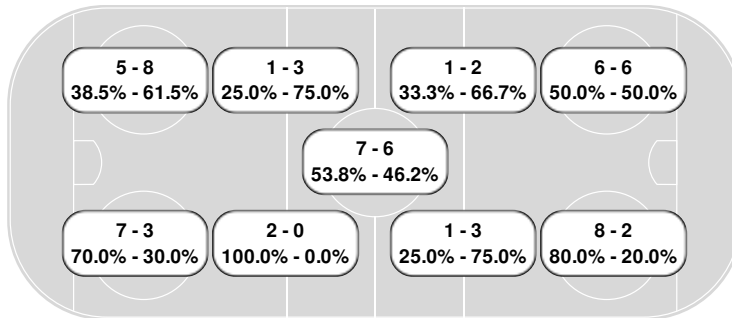 5 - 8
38.5% - 61.5%
1 - 3
25.0% - 75.0%
1 - 2
33.3% - 66.7%
6 - 6
50.0% - 50.0%
7 - 6
53.8% - 46.2%
7 - 3
70.0% - 30.0%
2 - 0
100.0% - 0.0%
1 - 3
25.0% - 75.0%
8 - 2
80.0% - 20.0%